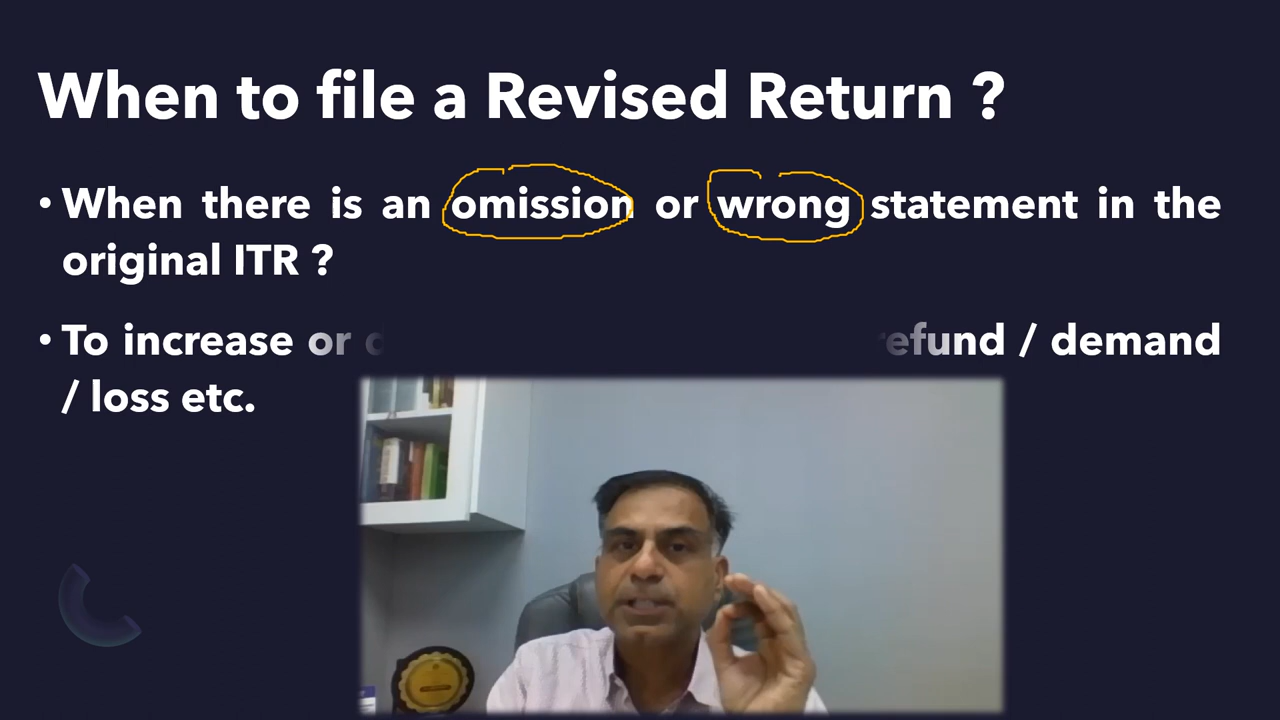 When to file a Revised Return ?
• When there is an omission or wrong statement in the
original ITR ?
• To increase or refund / demand
/ loss etc.